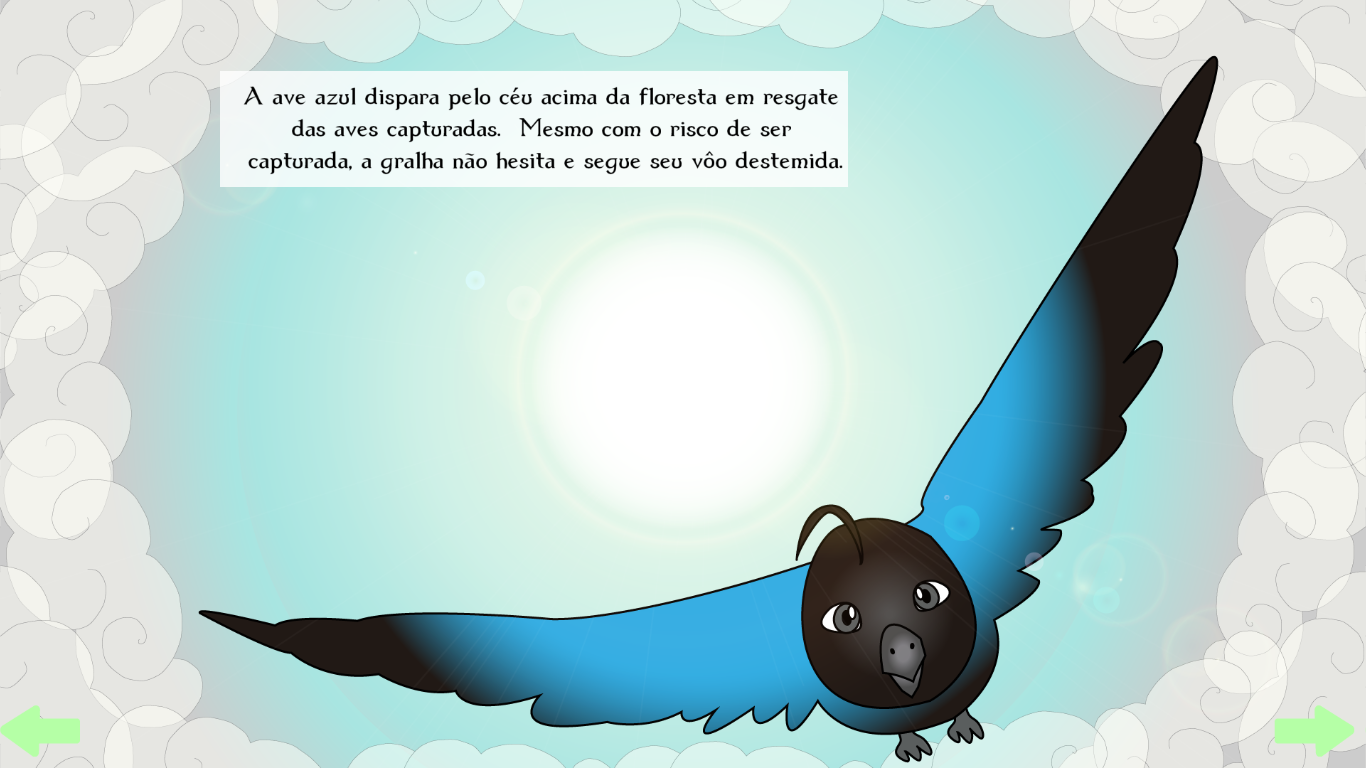 A ave azul dispara pelo céu acima da floresta em resgate
das aves capturadas. Mesmo com o risco de ser
capturada, a gralha não hesita e segue seu vôo destemida.